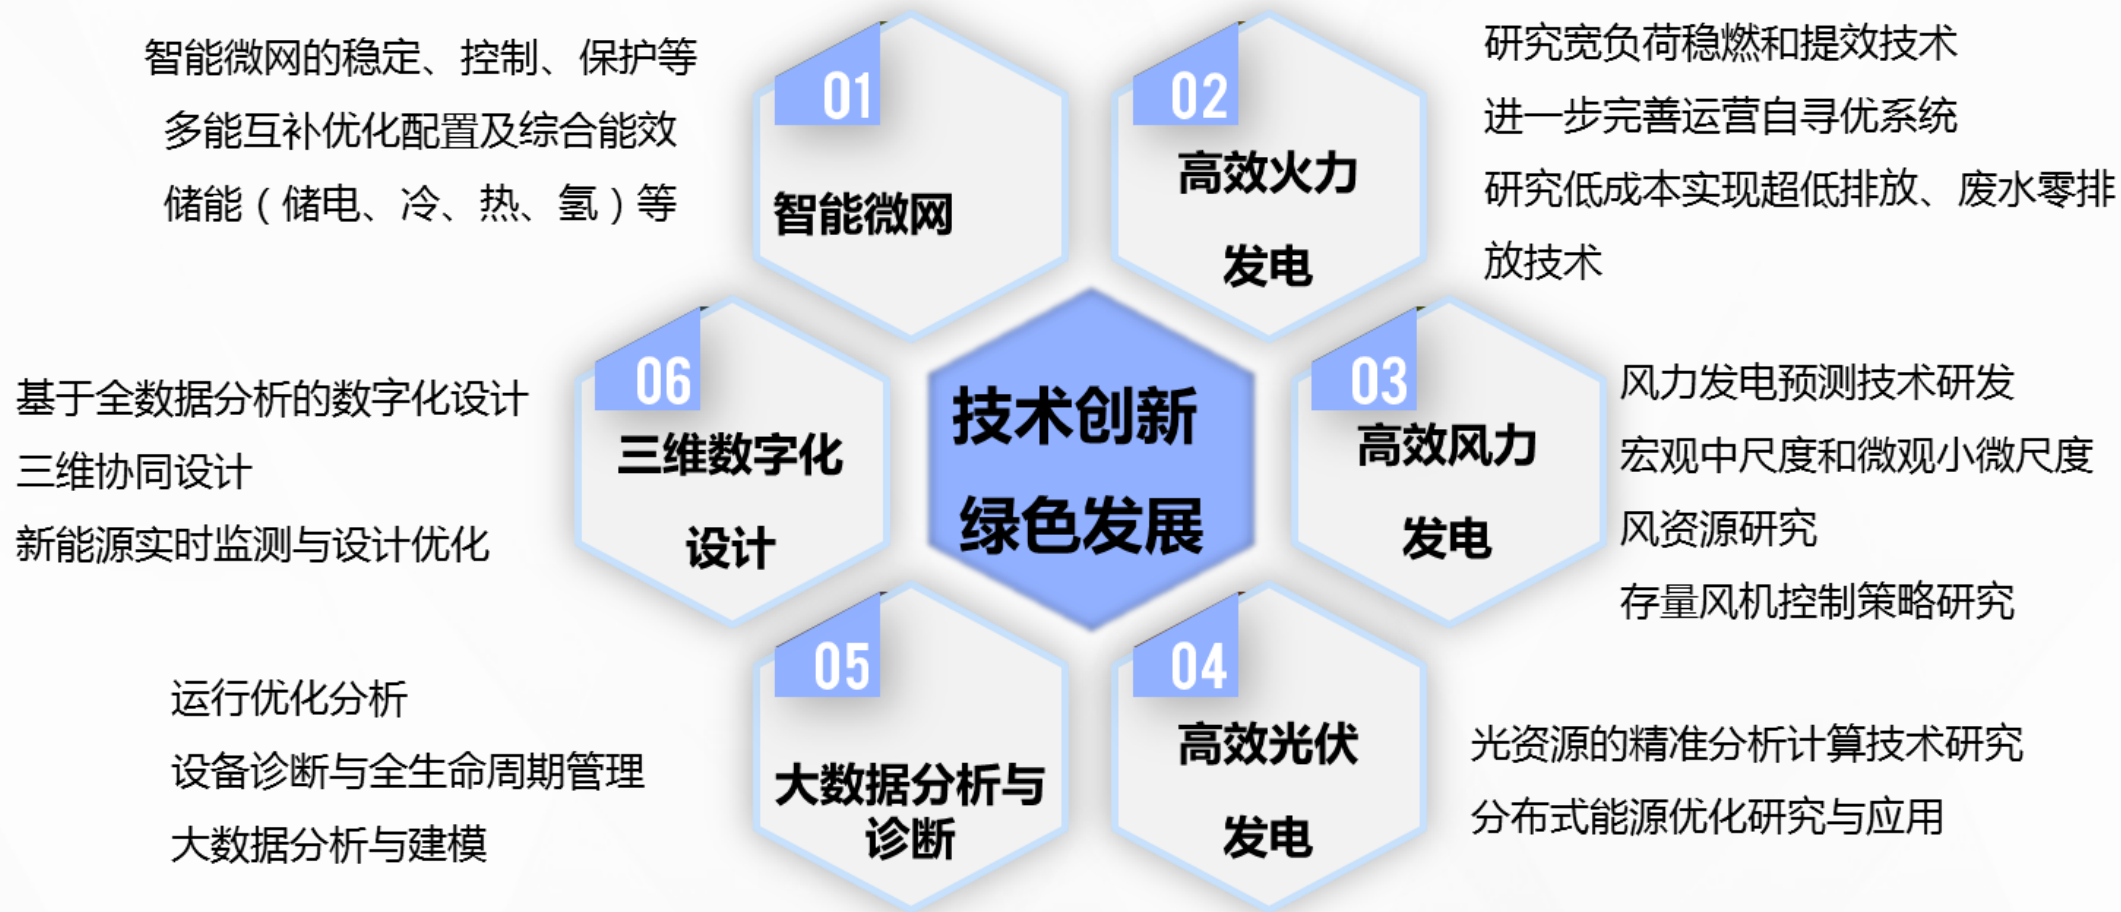 智能微网的稳定、控制、保护等
多能互补优化配置及综合能效
储能（储电、冷、热、氢）等
01
智能微网
02
高效火力
发电
研究宽负荷稳燃和提效技术
进一步完善运营自寻优系统
研究低成本实现超低排放、废水零排
放技术
基于全数据分析的数字化设计
三维协同设计
新能源实时监测与设计优化
06
三维数字化
设计
技术创新
绿色发展
03
高效风力
发电
风力发电预测技术研发
宏观中尺度和微观小微尺度
风资源研究
存量风机控制策略研究
运行优化分析
设备诊断与全生命周期管理
大数据分析与建模
05
大数据分析与
诊断
04
高效光伏
发电
光资源的精准分析计算技术研究
分布式能源优化研究与应用